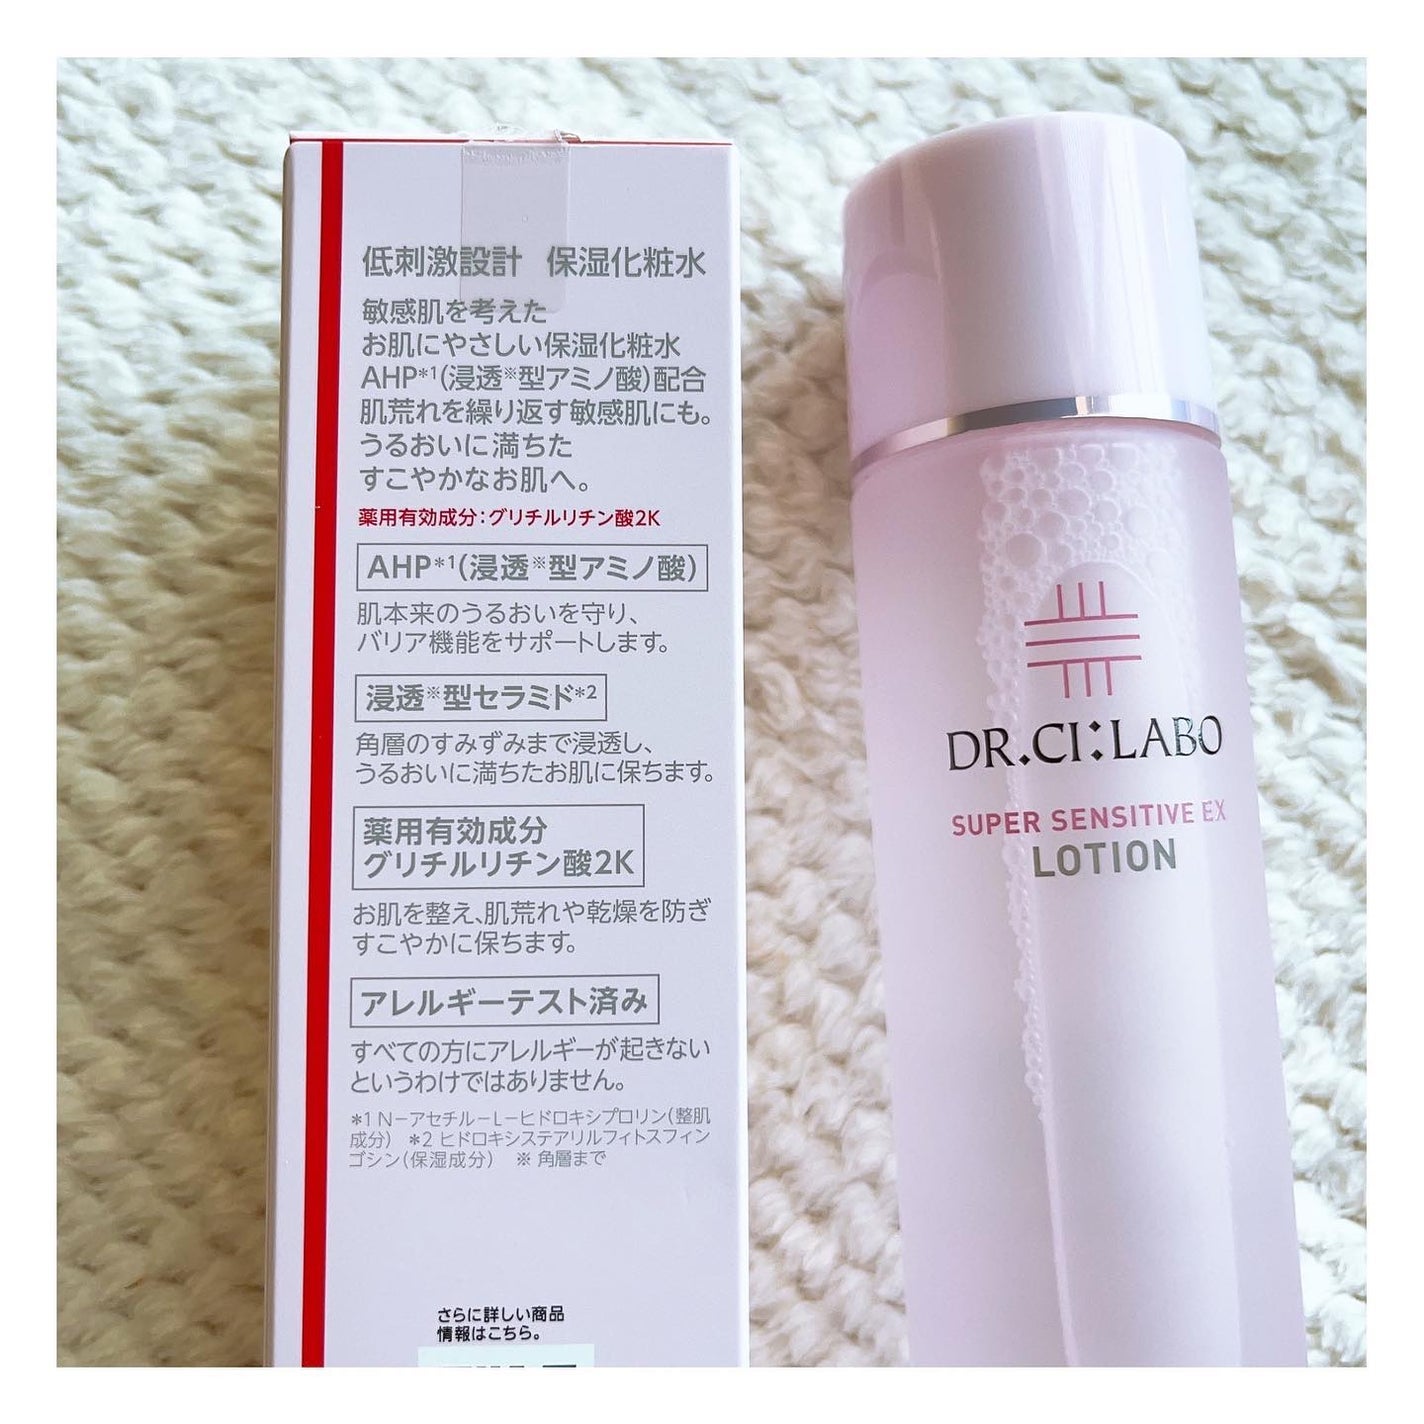 低刺激設計 保湿化粧水
敏感肌を考えた
お肌にやさしい保湿化粧水
AHP*1(浸透※型アミノ酸)配合
肌荒れを繰り返す敏感肌にも。
うるおいに満ちた
すこやかなお肌へ。
薬用有効成分:グリチルリチン酸2K
AHP*1(浸透※型アミノ酸)
肌本来のうるおいを守り、
バリア機能をサポートします。
浸透※型セラミド*2
角層のすみずみまで浸透し、
うるおいに満ちたお肌に保ちます。
薬用有効成分
グリチルリチン酸2K
お肌を整え、肌荒れや乾燥を防ぎ
すこやかに保ちます。
アレルギーテスト済み
すべての方にアレルギーが起きない
というわけではありません。
*1 N-アセチル-L-ヒドロキシプロリン(整肌
成分) *2 ヒドロキシステアリルフィトスフィン
ゴシン(保湿成分) ※ 角層まで
さらに詳しい商品
情報はこちら。
DR.CI:LABO
SUPER SENSITIVE EX
LOTION